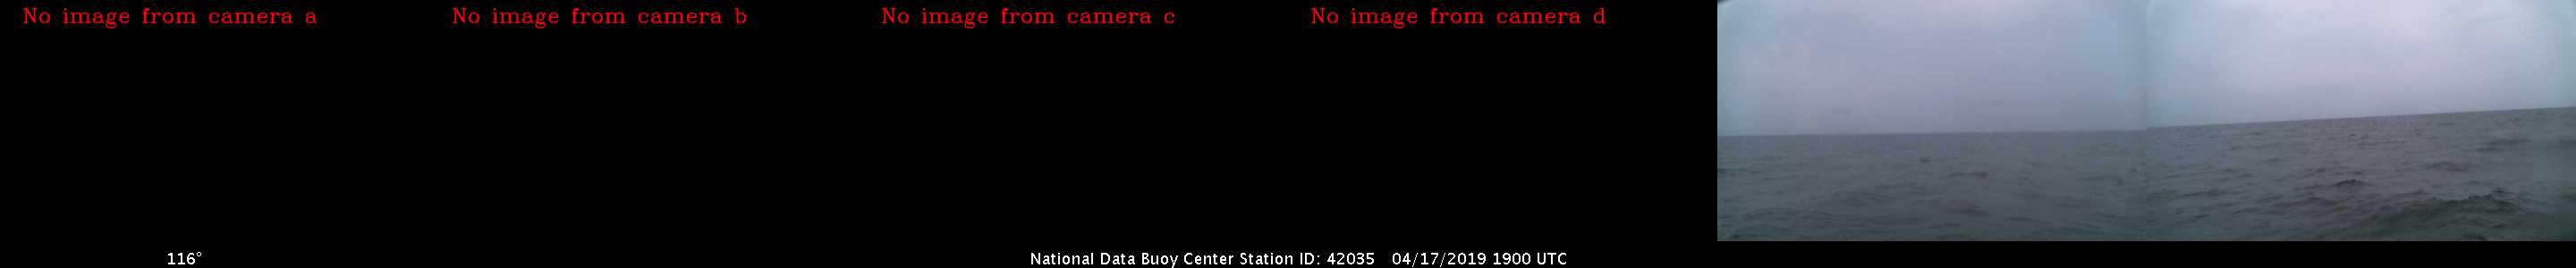 No image from camera a
No image from camera b
No image from camera c
No image from camera d
116°
National Data Buoy Center Station ID: 42035 04/17/2019 1900 UTC